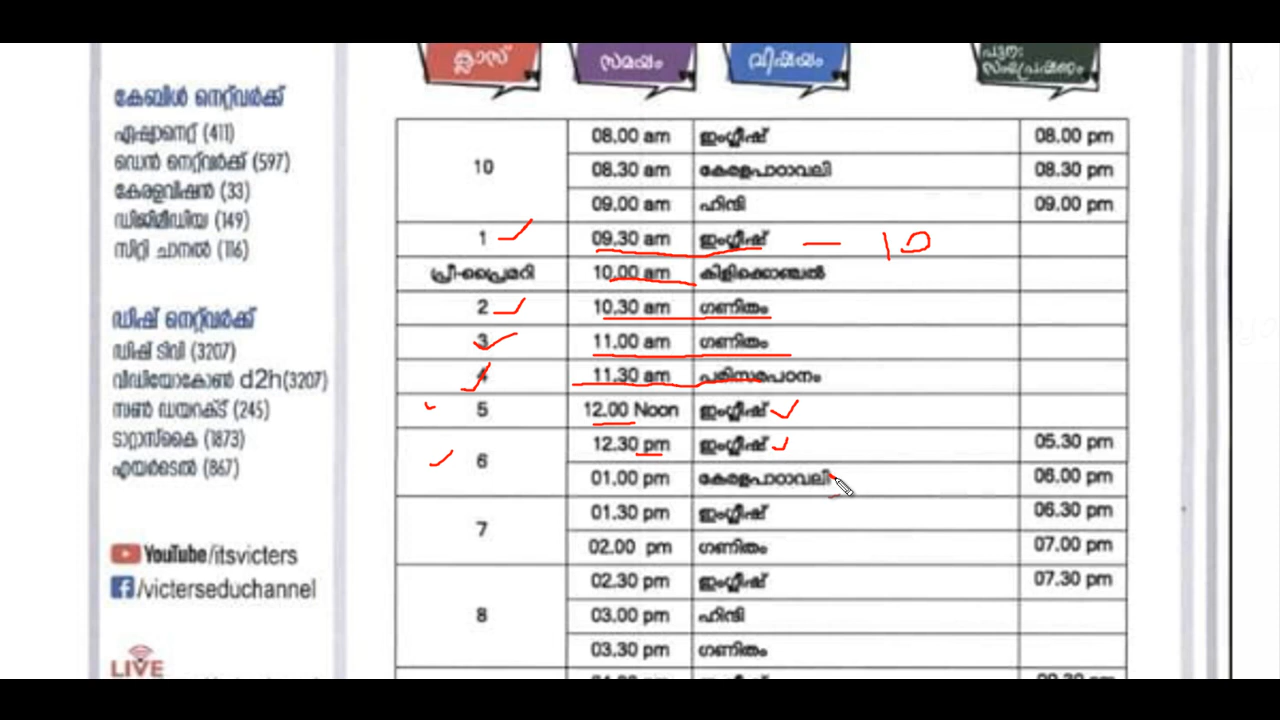 ക്ലാസ് സമയം വിഷയം പുനഃ സംപ്രേഷണം
കേബിൾ നെറ്റ്‌വർക്ക്
ഏഷ്യാനെറ്റ് (411)
ഡെൻ നെറ്റ്‌വർക്ക് (597)
കേരളവിഷൻ (33)
ഡിജിമീഡിയ (149)
സിറ്റി ചാനൽ (116)
ഡിഷ് നെറ്റ്‌വർക്ക്
ഡിഷ് ടിവി (3207)
വിഡിയോകോൺ d2h(3207)
സൺ ഡയറക്ട് (245)
ടാറ്റാസ്കൈ (1873)
എയർടെൽ (867)
YouTube/itsvicters
/victerseduchannel
LIVE
10 08.00 am ഇംഗ്ലീഷ് 08.00 pm
08.30 am കേരളപാഠാവലി 08.30 pm
09.00 am ഹിന്ദി 09.00 pm
1 09.30 am ഇംഗ്ലീഷ് — 10
പ്രീ-പ്രൈമറി 10.00 am കിളിക്കൊഞ്ചൽ
2 10.30 am ഗണിതം
3 11.00 am ഗണിതം
4 11.30 am പരിസരപഠനം
5 12.00 Noon ഇംഗ്ലീഷ്
6 12.30 pm ഇംഗ്ലീഷ് 05.30 pm
01.00 pm കേരളപാഠാവലി 06.00 pm
7 01.30 pm ഇംഗ്ലീഷ് 06.30 pm
02.00 pm ഗണിതം 07.00 pm
8 02.30 pm ഇംഗ്ലീഷ് 07.30 pm
03.00 pm ഹിന്ദി
03.30 pm ഗണിതം